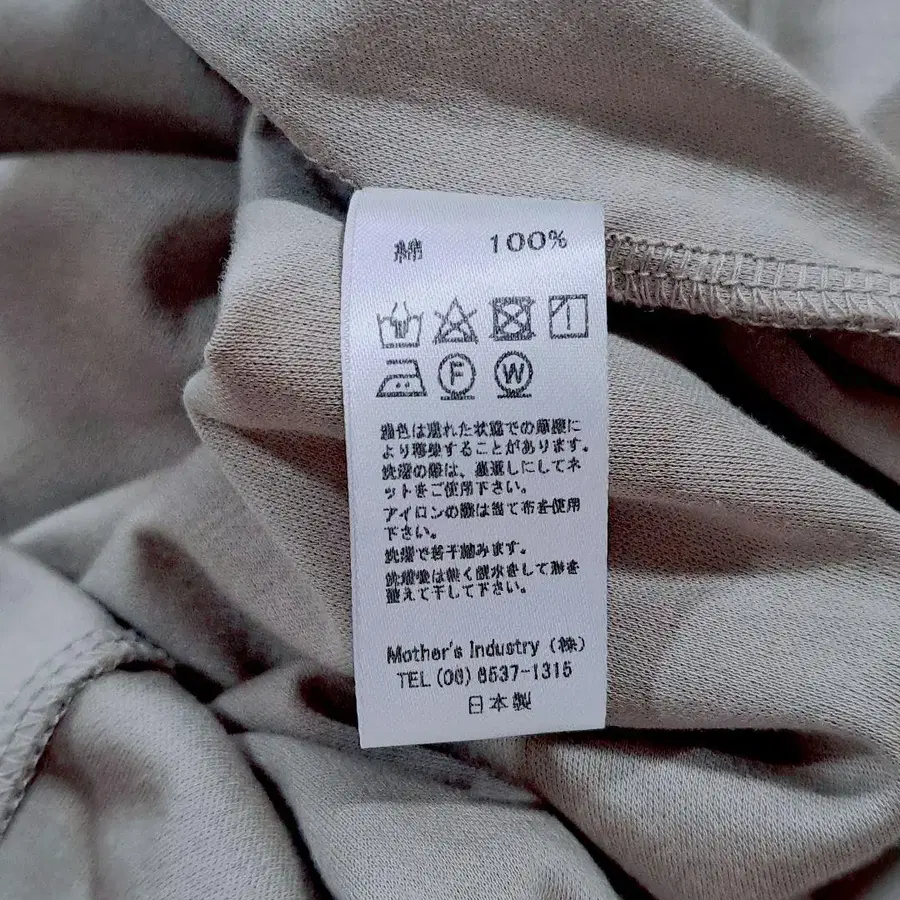 綿 100%
F W
濃色は濡れた状態での摩擦に
より移染することがあります。
洗濯の際は、裏返しにしてネ
ットをご使用下さい。
アイロンの際は当て布を使用
下さい。
洗濯で若干縮みます。
洗濯後は軽く脱水をして形を
整えて干して下さい。
Mother's Industry (株)
TEL (06) 6537-1315
日本製